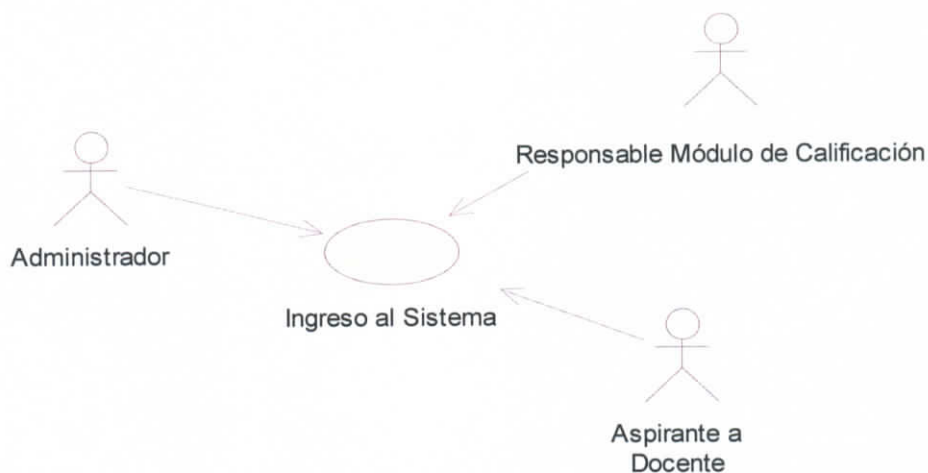 Responsable Módulo de Calificación
Administrador
Ingreso al Sistema
Aspirante a
Docente